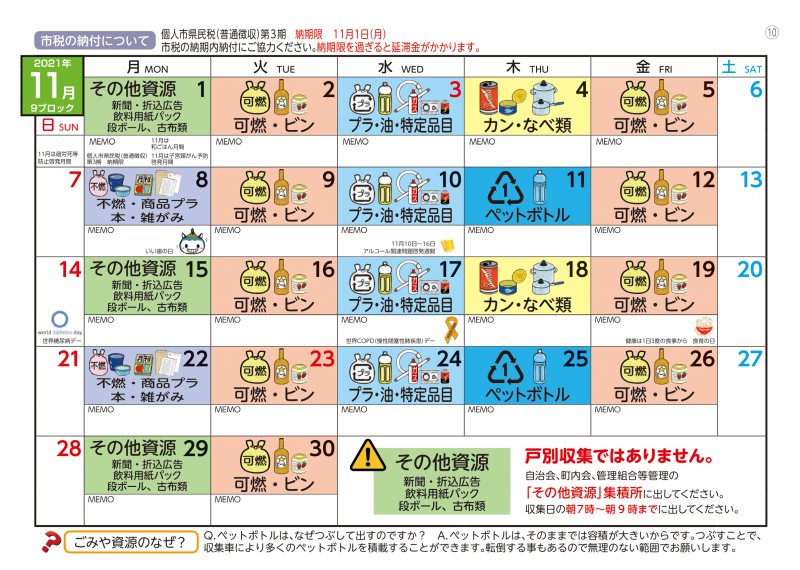 市税の納付について
個人市県民税(普通徴収)第3期 納期限 11月1日(月)
市税の納期内納付にご協力ください。納期限を過ぎると延滞金がかかります。
⑩
2021年
11月
9ブロック
日 SUN
月 MON
火 TUE
水 WED
木 THU
金 FRI
土 SAT
11月は過労死等
防止啓発月間
その他資源 1
新聞・折込広告
飲料用紙パック
段ボール、古布類
MEMO
11月は
和ごはん月間
個人市県民税(普通徴収)
第3期 納期限
11月は子宮頸がん予防
啓発月間
可燃
2
可燃・ビン
MEMO
プラ
3
プラ・油・特定品目
MEMO
4
カン・なべ類
MEMO
可燃
5
可燃・ビン
MEMO
6
7
不燃
8
不燃・商品プラ
本・雑がみ
MEMO
いい歯の日
可燃
9
可燃・ビン
MEMO
プラ
10
プラ・油・特定品目
MEMO
11月10日〜16日
アルコール関連問題啓発週間
1
11
ペットボトル
MEMO
可燃
12
可燃・ビン
MEMO
13
14
world diabetes day
世界糖尿病デー
その他資源 15
新聞・折込広告
飲料用紙パック
段ボール、古布類
MEMO
可燃
16
可燃・ビン
MEMO
プラ
17
プラ・油・特定品目
MEMO
世界COPD(慢性閉塞性肺疾患)デー
18
カン・なべ類
MEMO
可燃
19
可燃・ビン
MEMO
健康は1日3度の食事から 食育の日
20
21
不燃
22
不燃・商品プラ
本・雑がみ
MEMO
可燃
23
可燃・ビン
MEMO
プラ
24
プラ・油・特定品目
MEMO
1
25
ペットボトル
MEMO
可燃
26
可燃・ビン
MEMO
27
28
その他資源 29
新聞・折込広告
飲料用紙パック
段ボール、古布類
MEMO
可燃
30
可燃・ビン
MEMO
その他資源
新聞・折込広告
飲料用紙パック
段ボール、古布類
戸別収集ではありません。
自治会、町内会、管理組合等管理の
「その他資源」集積所に出してください。
収集日の朝7時〜朝9時までに出してください。
ごみや資源のなぜ?
Q.ペットボトルは、なぜつぶして出すのですか? A.ペットボトルは、そのままでは容積が大きいからです。つぶすことで、
収集車により多くのペットボトルを積載することができます。転倒する事もあるので無理のない範囲でお願いします。